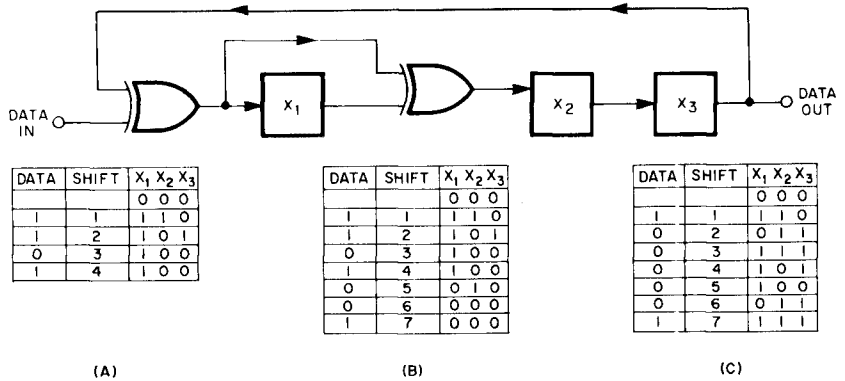 DATA IN
X1
X2
X3
DATA OUT
DATA SHIFT X1 X2 X3
0 0 0
1 1 1 1 0
1 2 1 0 1
0 3 1 0 0
1 4 1 0 0
(A)
DATA SHIFT X1 X2 X3
0 0 0
1 1 1 1 0
1 2 1 0 1
0 3 1 0 0
1 4 1 0 0
0 5 0 1 0
0 6 0 0 0
1 7 0 0 0
(B)
DATA SHIFT X1 X2 X3
0 0 0
1 1 1 1 0
0 2 0 1 1
0 3 1 1 1
0 4 1 0 1
0 5 1 0 0
0 6 0 1 1
1 7 1 1 1
(C)